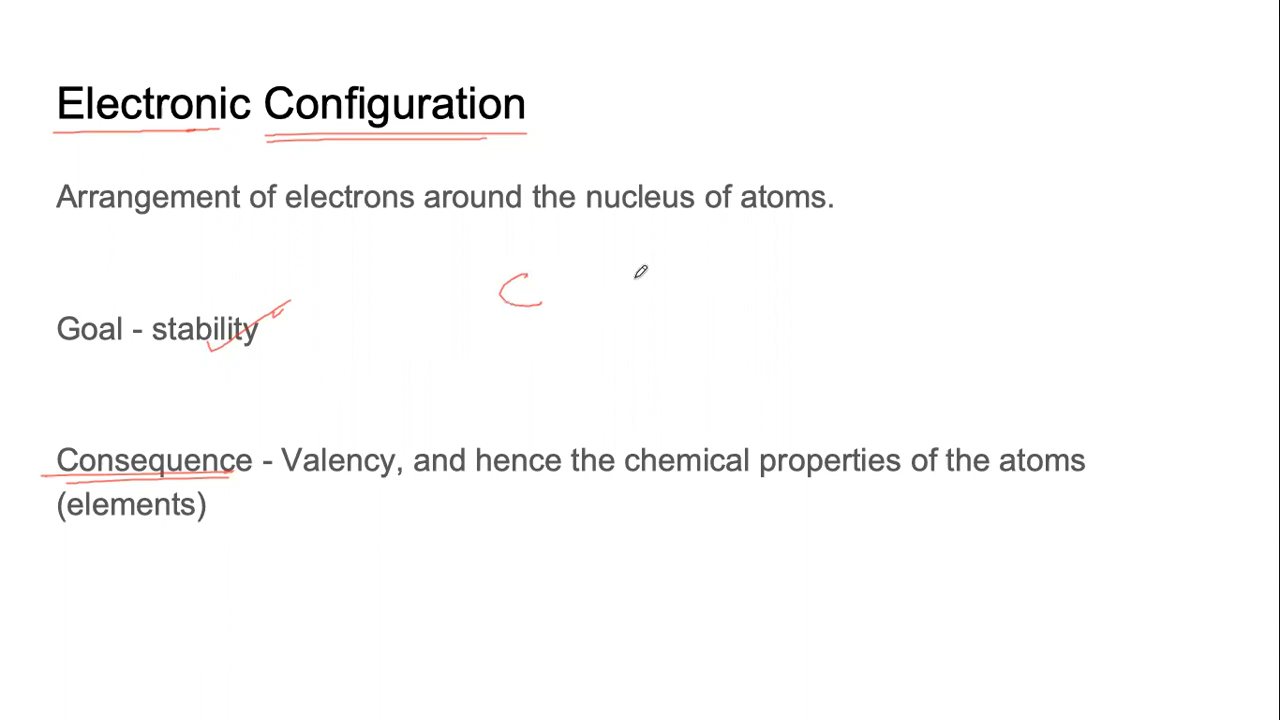 Electronic Configuration
Arrangement of electrons around the nucleus of atoms.
C
Goal - stability
Consequence - Valency, and hence the chemical properties of the atoms
(elements)